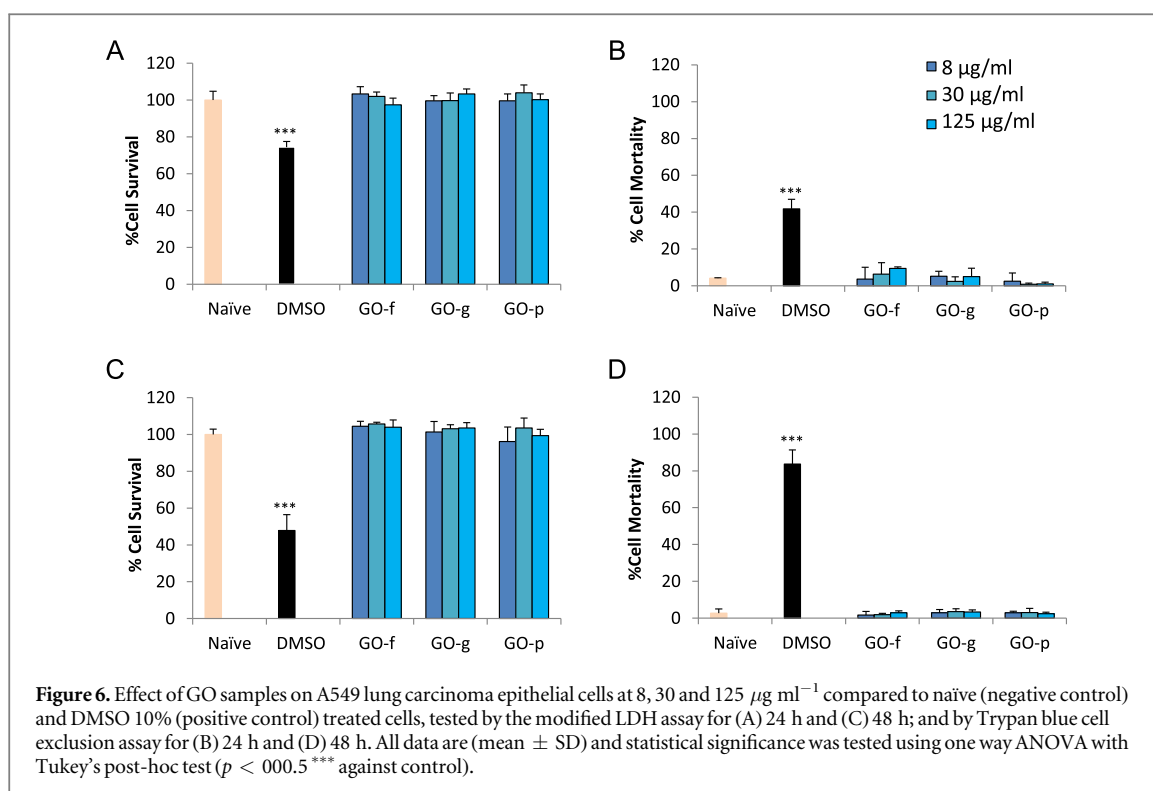 A
120
100
80
60
40
20
0
%Cell Survival
***
Naïve DMSO GO-f GO-g GO-p
B
120
100
80
60
40
20
0
% Cell Mortality
***
8 µg/ml
30 µg/ml
125 µg/ml
Naïve DMSO GO-f GO-g GO-p
C
120
100
80
60
40
20
0
% Cell Survival
***
Naïve DMSO GO-f GO-g GO-p
D
120
100
80
60
40
20
0
%Cell Mortality
***
Naïve DMSO GO-f GO-g GO-p
Figure 6. Effect of GO samples on A549 lung carcinoma epithelial cells at 8, 30 and 125 µg ml⁻¹ compared to naïve (negative control)
and DMSO 10% (positive control) treated cells, tested by the modified LDH assay for (A) 24 h and (C) 48 h; and by Trypan blue cell
exclusion assay for (B) 24 h and (D) 48 h. All data are (mean ± SD) and statistical significance was tested using one way ANOVA with
Tukey's post-hoc test (p < 000.5 *** against control).